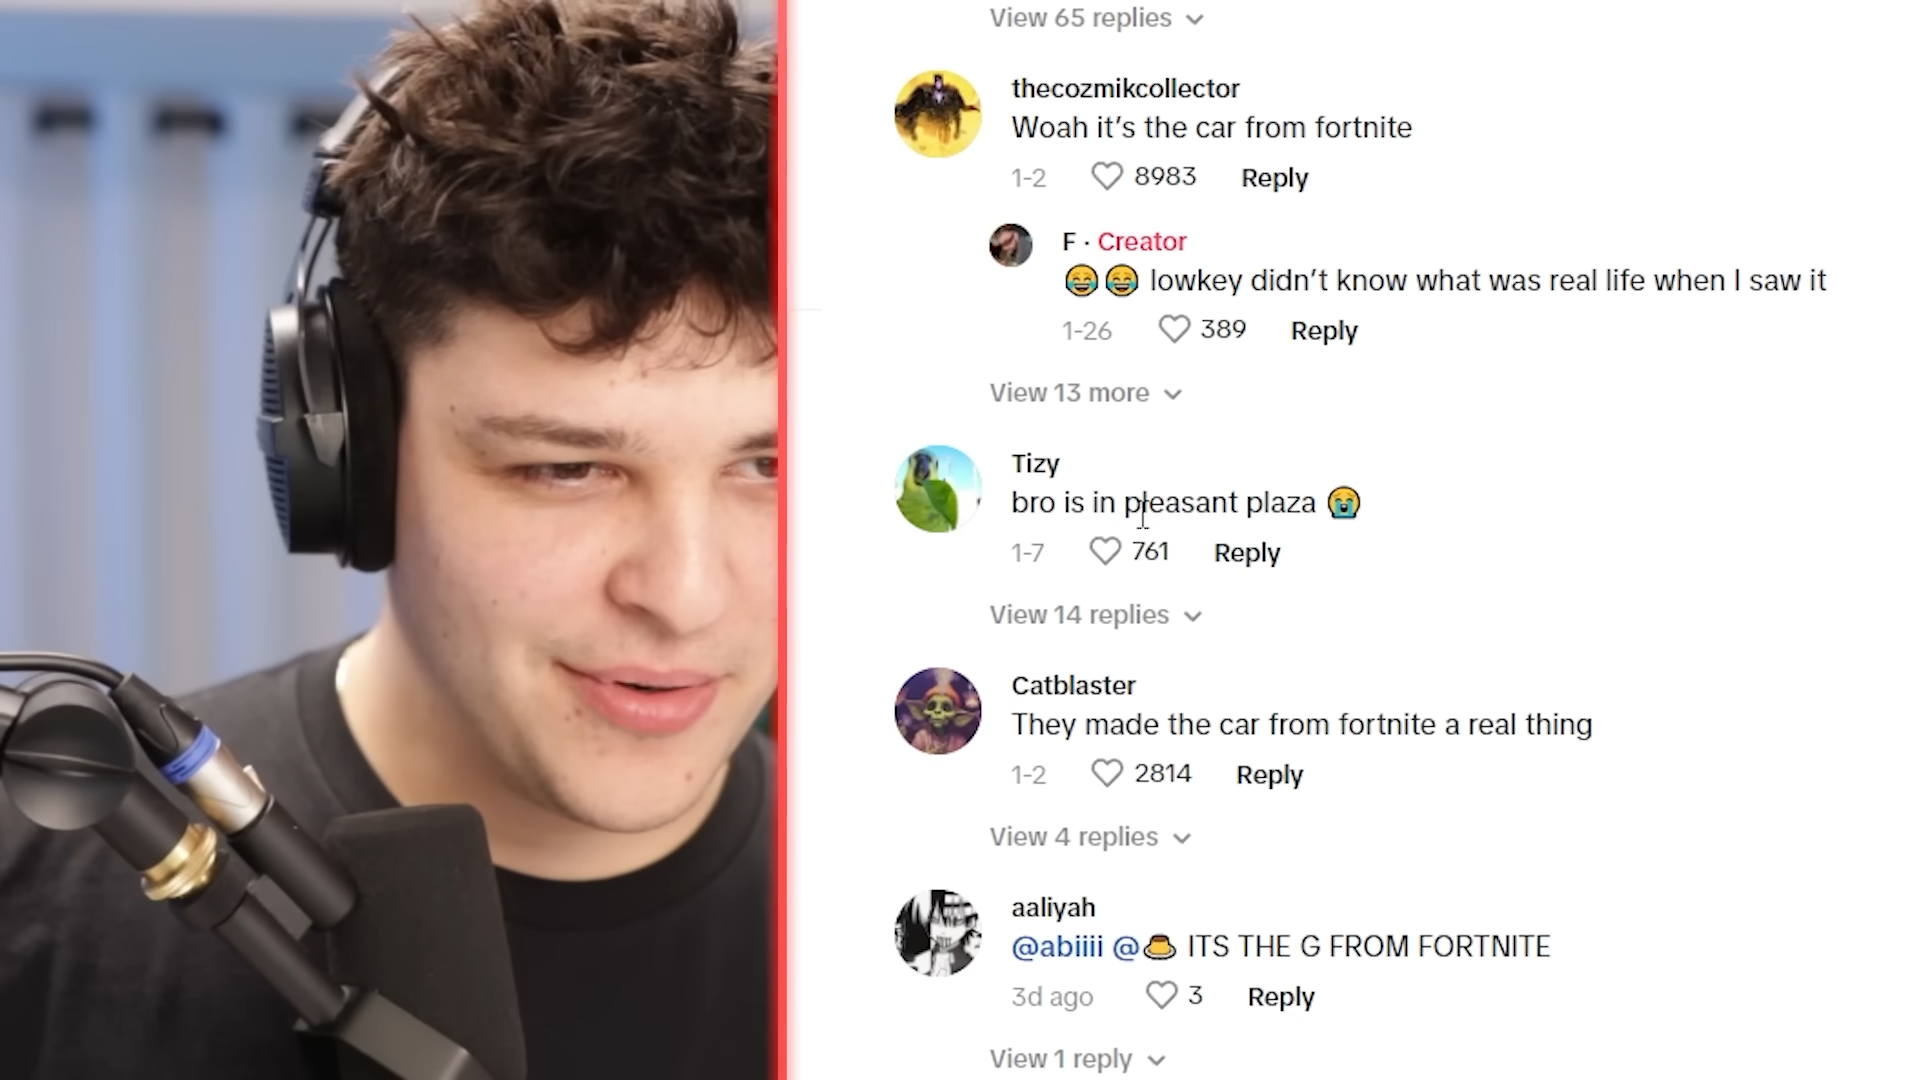 View 65 replies
thecozmikcollector
Woah it’s the car from fortnite
1-2 8983 Reply
F · Creator
😂😂 lowkey didn’t know what was real life when I saw it
1-26 389 Reply
View 13 more
Tizy
bro is in pleasant plaza 😭
1-7 761 Reply
View 14 replies
Catblaster
They made the car from fortnite a real thing
1-2 2814 Reply
View 4 replies
aaliyah
@abiiii @🍮 ITS THE G FROM FORTNITE
3d ago 3 Reply
View 1 reply